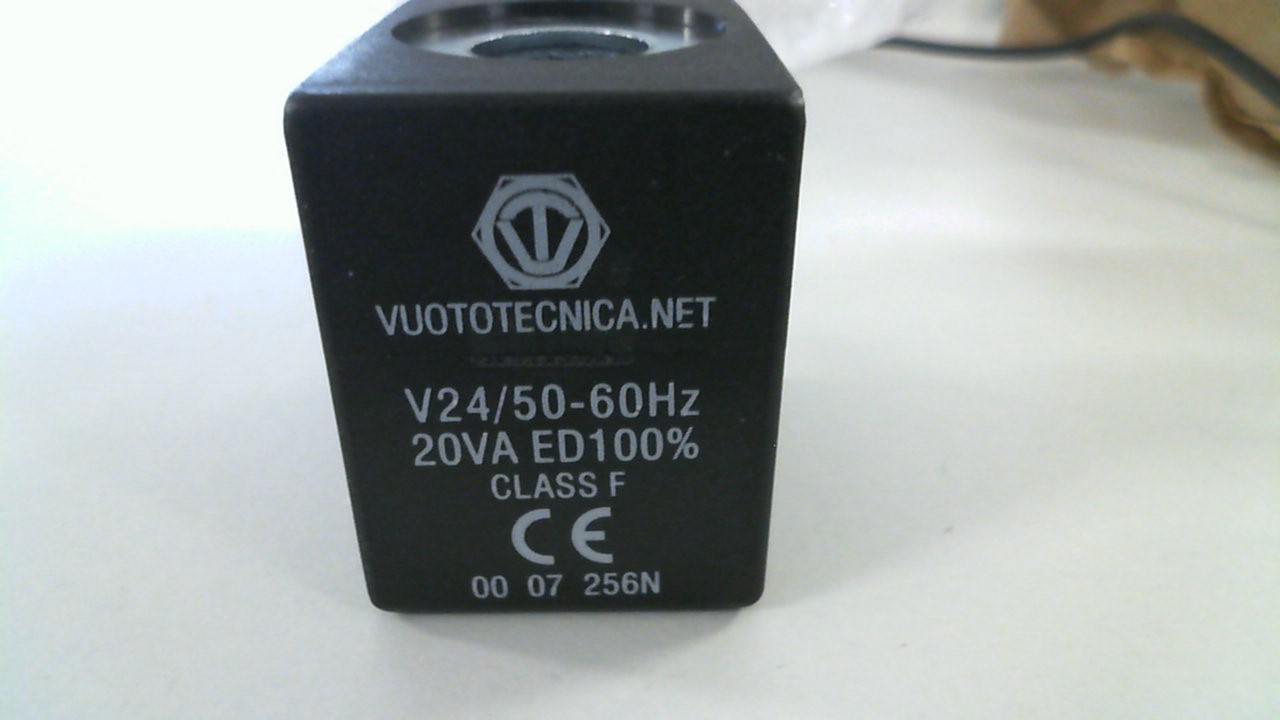 VUOTOTECNICA.NET
V24/50-60Hz
20VA ED100%
CLASS F
CE
00 07 256N